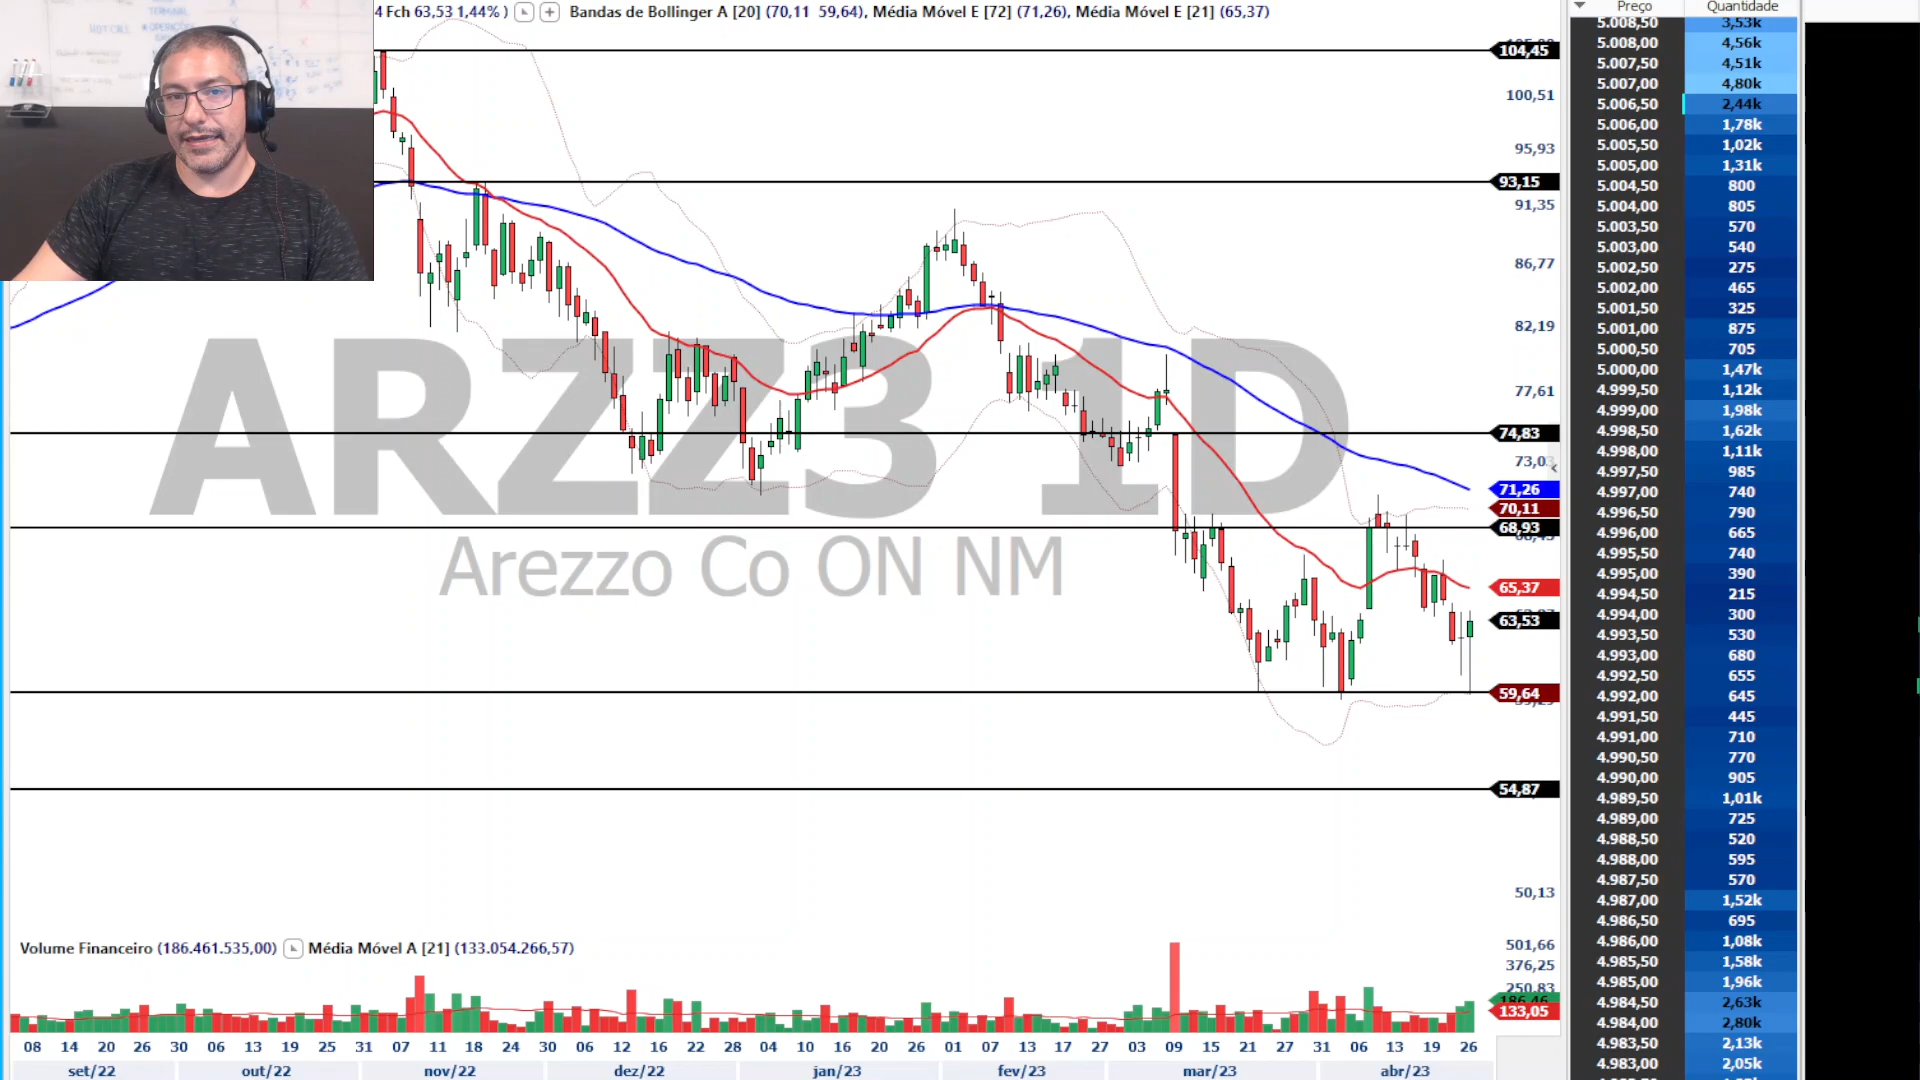 4 Fch 63,53 1,44% ) Bandas de Bollinger A [20] (70,11 59,64), Média Móvel E [72] (71,26), Média Móvel E [21] (65,37)
104,45
100,51
95,93
93,15
91,35
86,77
82,19
77,61
74,83
73,03
71,26
70,11
68,93
65,37
63,53
59,64
54,87
50,13
ARZZ3 1D
Arezzo Co ON NM
Volume Financeiro (186.461.535,00) Média Móvel A [21] (133.054.266,57)
501,66
376,25
250,83
186,46
133,05
08 14 20 26 30 06 13 19 25 31 07 11 18 24 30 06 12 16 22 28 04 10 16 20 26 01 07 13 17 27 03 09 15 21 27 31 06 13 19 26
set/22 out/22 nov/22 dez/22 jan/23 fev/23 mar/23 abr/23
Preço Quantidade
5.008,50 3,53k
5.008,00 4,56k
5.007,50 4,51k
5.007,00 4,80k
5.006,50 2,44k
5.006,00 1,78k
5.005,50 1,02k
5.005,00 1,31k
5.004,50 800
5.004,00 805
5.003,50 570
5.003,00 540
5.002,50 275
5.002,00 465
5.001,50 325
5.001,00 875
5.000,50 705
5.000,00 1,47k
4.999,50 1,12k
4.999,00 1,98k
4.998,50 1,62k
4.998,00 1,11k
4.997,50 985
4.997,00 740
4.996,50 790
4.996,00 665
4.995,50 740
4.995,00 390
4.994,50 215
4.994,00 300
4.993,50 530
4.993,00 680
4.992,50 655
4.992,00 645
4.991,50 445
4.991,00 710
4.990,50 770
4.990,00 905
4.989,50 1,01k
4.989,00 725
4.988,50 520
4.988,00 595
4.987,50 570
4.987,00 1,52k
4.986,50 695
4.986,00 1,08k
4.985,50 1,58k
4.985,00 1,96k
4.984,50 2,63k
4.984,00 2,80k
4.983,50 2,13k
4.983,00 2,05k